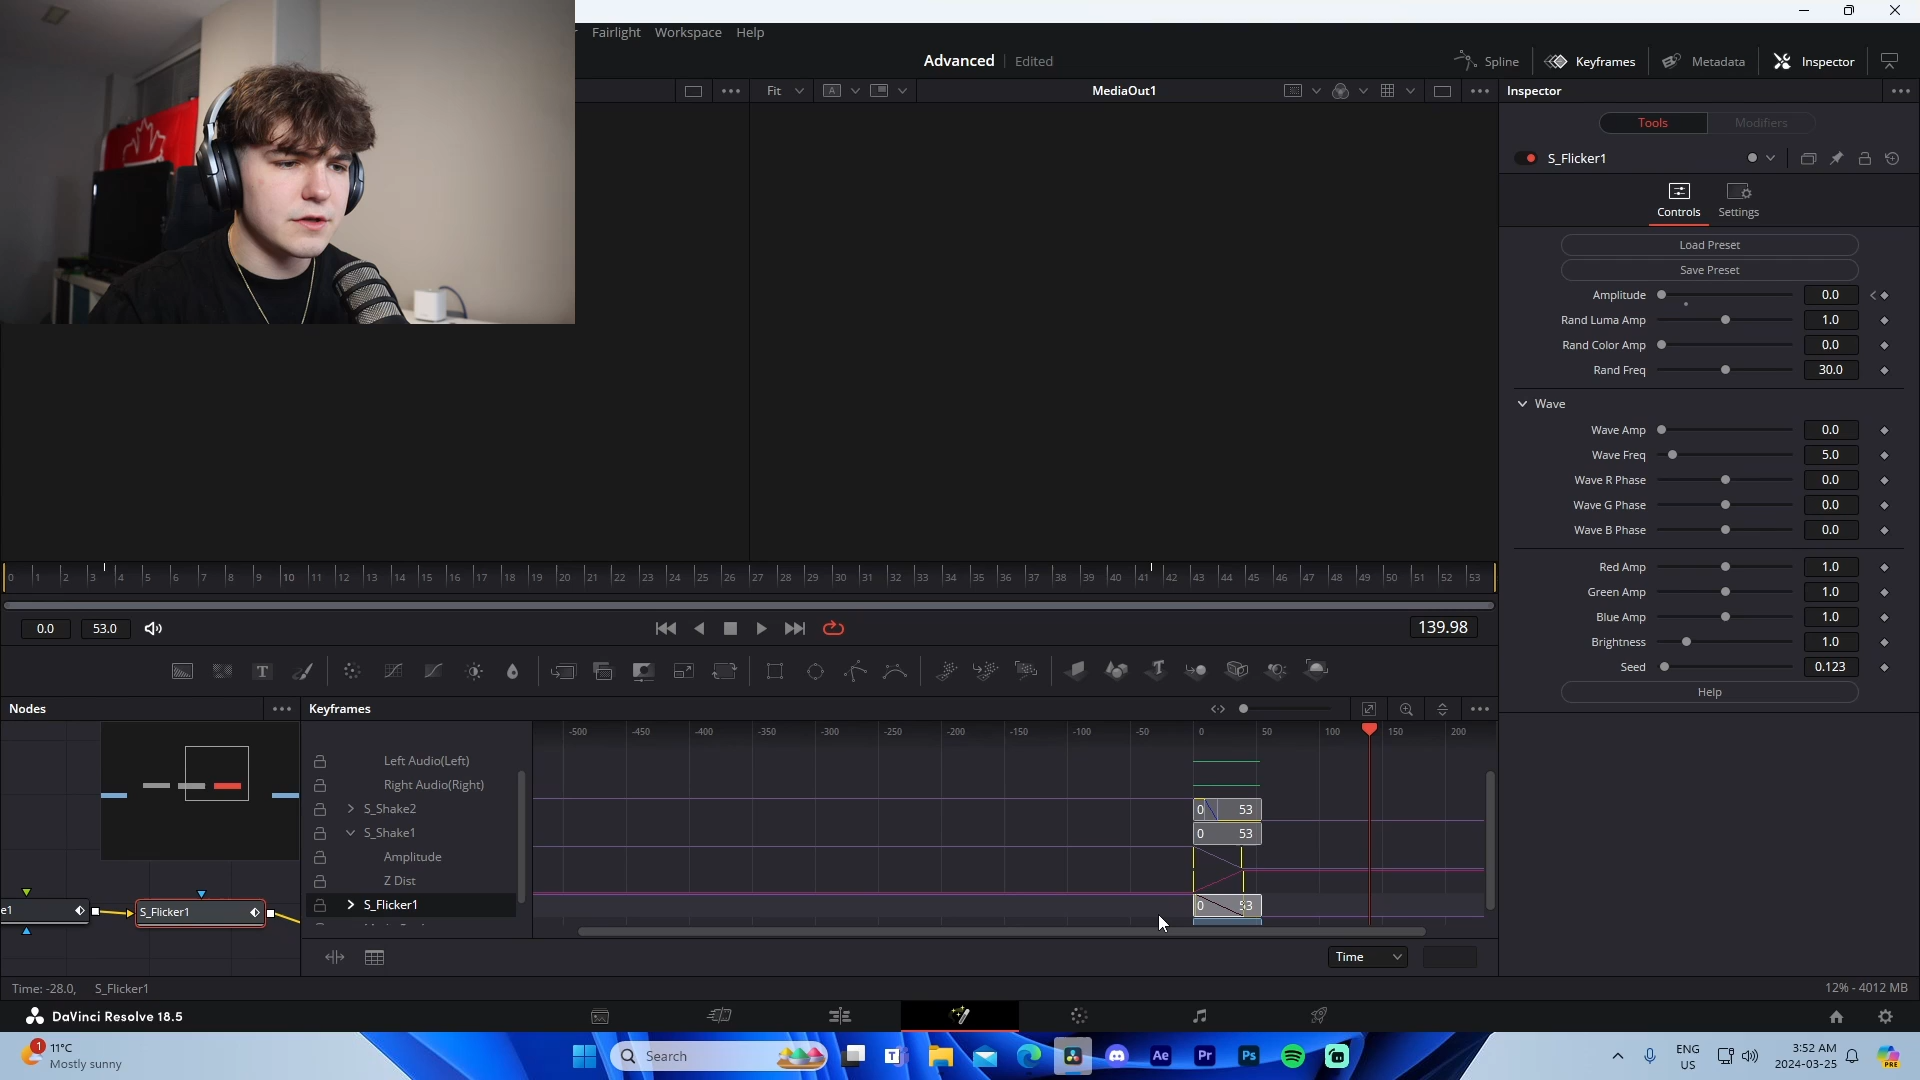 Fairlight Workspace Help
Advanced Edited
Spline Keyframes Metadata Inspector
Fit A MediaOut1 Inspector
Tools Modifiers
S_Flicker1
Controls Settings
Load Preset
Save Preset
Amplitude 0.0
Rand Luma Amp 1.0
Rand Color Amp 0.0
Rand Freq 30.0
Wave
Wave Amp 0.0
Wave Freq 5.0
Wave R Phase 0.0
Wave G Phase 0.0
Wave B Phase 0.0
Red Amp 1.0
Green Amp 1.0
Blue Amp 1.0
Brightness 1.0
Seed 0.123
Help
0 1 2 3 4 5 6 7 8 9 10 11 12 13 14 15 16 17 18 19 20 21 22 23 24 25 26 27 28 29 30 31 32 33 34 35 36 37 38 39 40 41 42 43 44 45 46 47 48 49 50 51 52 53
0.0 53.0 139.98
Nodes Keyframes
-500 -450 -400 -350 -300 -250 -200 -150 -100 -50 0 50 100 150 200
Left Audio(Left)
Right Audio(Right)
S_Shake2 0 53
S_Shake1 0 53
Amplitude
Z Dist
S_Flicker1 0 53
e1 S_Flicker1
Time
Time: -28.0, S_Flicker1 12% - 4012 MB
DaVinci Resolve 18.5
1 11°C
Mostly sunny
Search
Ae Pr Ps
ENG
US
3:52 AM
2024-03-25
PRE